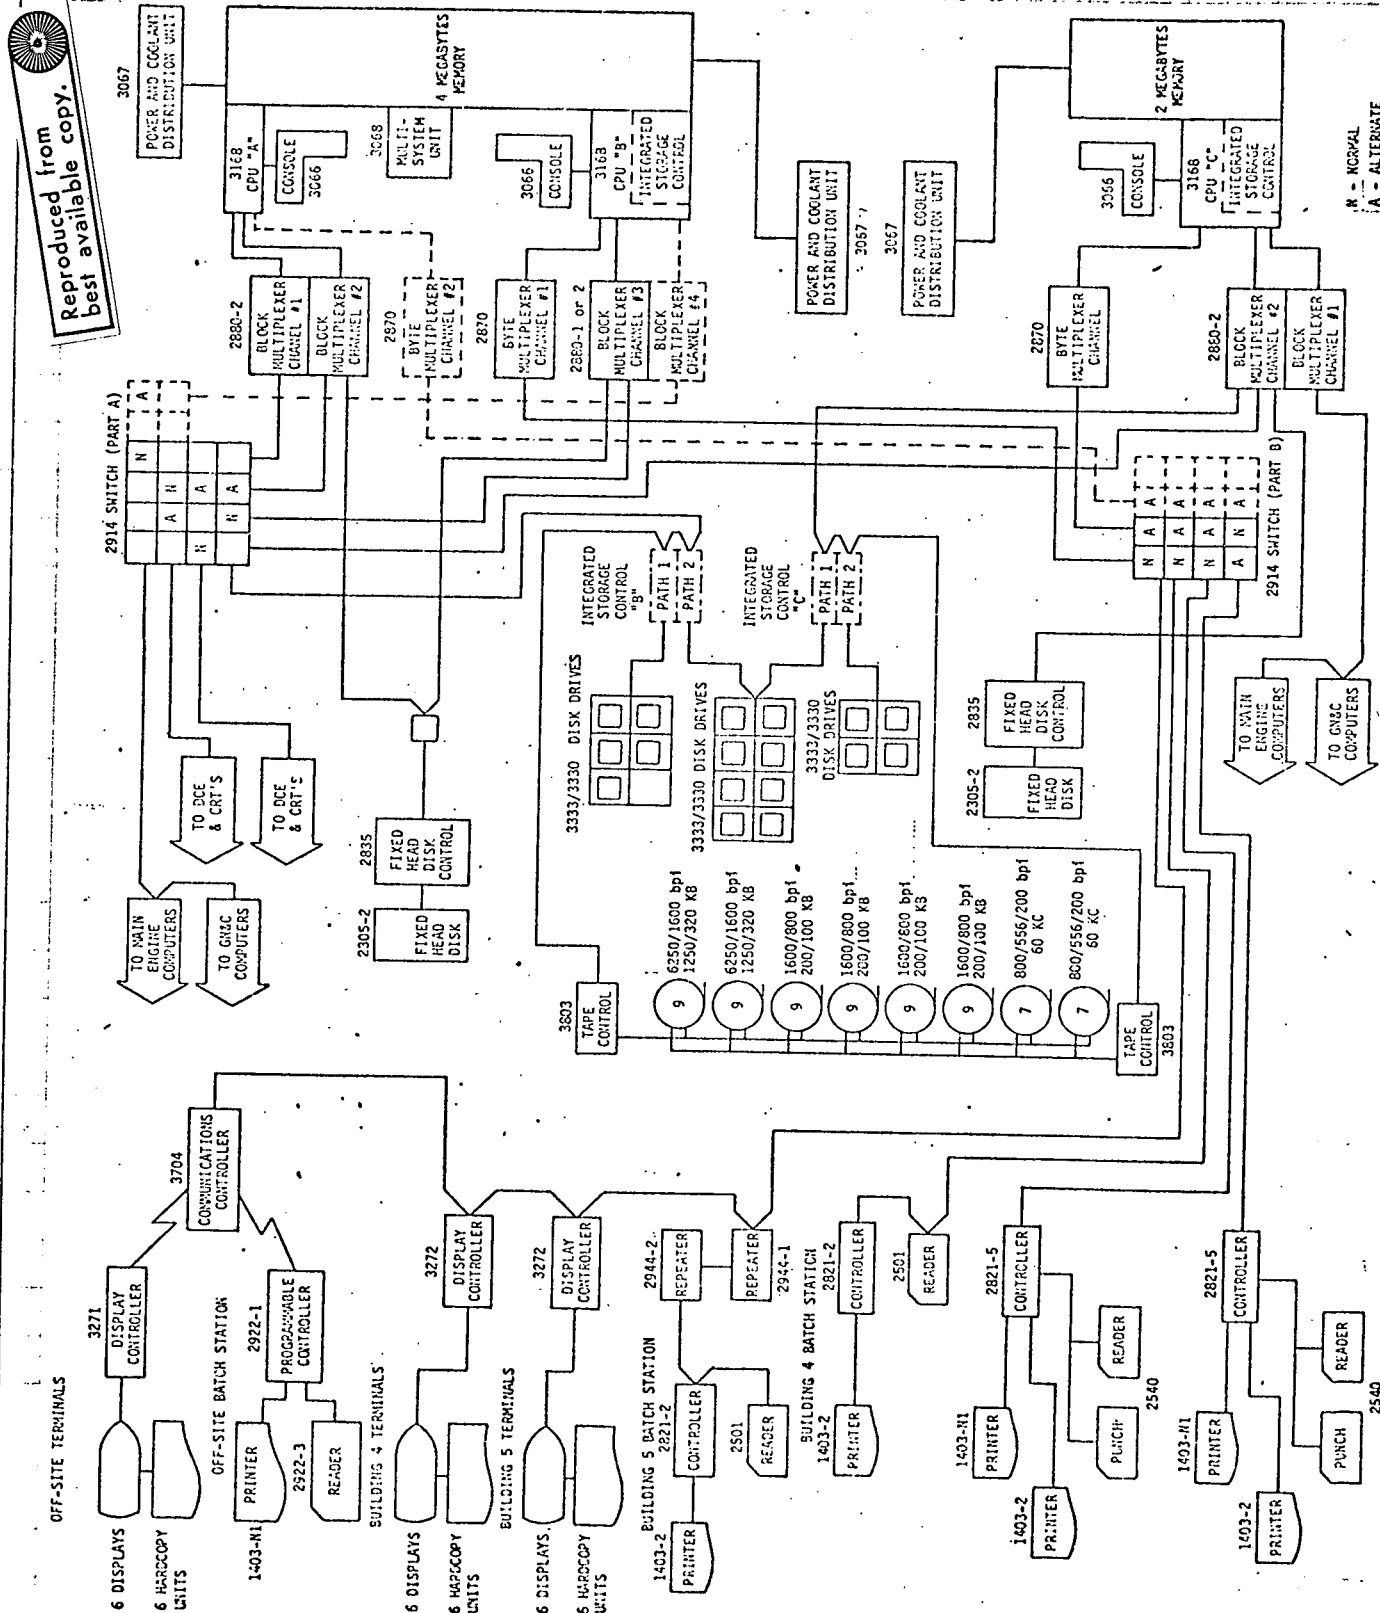 Reproduced from
best available copy.
3067
POWER AND COOLANT
DISTRIBUTION UNIT
4 MEGABYTES
MEMORY
3168
CPU "A"
CONSOLE
3066
3068
MULTI-
SYSTEM
UNIT
3066
CONSOLE
3168
CPU "B"
INTEGRATED
STORAGE
CONTROL
POWER AND COOLANT
DISTRIBUTION UNIT
3067
3067
POWER AND COOLANT
DISTRIBUTION UNIT
2 MEGABYTES
MEMORY
3066
CONSOLE
3168
CPU "C"
INTEGRATED
STORAGE
CONTROL
N - NORMAL
A - ALTERNATE
2880-2
BLOCK
MULTIPLEXER
CHANEL #1
BLOCK
MULTIPLEXER
CHANNEL #2
2870
BYTE
MULTIPLEXER
CHANNEL #2
2870
BYTE
MULTIPLEXER
CHANNEL #1
2880-1 or 2
BLOCK
MULTIPLEXER
CHANNEL #3
BLOCK
MULTIPLEXER
CHANNEL #4
2870
BYTE
MULTIPLEXER
CHANNEL
2880-2
BLOCK
MULTIPLEXER
CHANNEL #2
BLOCK
MULTIPLEXER
CHANNEL #1
2914 SWITCH (PART A)
N A
A N
N A
N A
INTEGRATED
STORAGE
CONTROL
"B"
PATH 1
PATH 2
INTEGRATED
STORAGE
CONTROL
"C"
PATH 1
PATH 2
2914 SWITCH (PART B)
N N A
N A A
N A A
A N A
3333/3330 DISK DRIVES
3333/3330 DISK DRIVES
3333/3330
DISK DRIVES
2835
FIXED
HEAD
DISK
CONTROL
2305-2
FIXED
HEAD
DISK
TO MAIN
ENGINE
COMPUTERS
TO GN&C
COMPUTERS
TO DCE
& CRT'S
TO DCE
& CRT'S
2835
FIXED
HEAD
DISK
CONTROL
2305-2
FIXED
HEAD
DISK
TO MAIN
ENGINE
COMPUTERS
TO GN&C
COMPUTERS
3803
TAPE
CONTROL
9
6250/1600 bpi
1250/320 KB
9
6250/1600 bpi
1250/320 KB
9
1600/800 bpi
200/100 KB
9
1600/800 bpi
200/100 KB
9
1600/800 bpi
200/100 KB
9
1600/800 bpi
200/100 KB
7
800/556/200 bpi
60 KC
7
800/556/200 bpi
60 KC
TAPE
CONTROL
3803
OFF-SITE TERMINALS
3271
DISPLAY
CONTROLLER
6 DISPLAYS
6 HARDCOPY
UNITS
3704
COMMUNICATIONS
CONTROLLER
OFF-SITE BATCH STATION
2922-1
PROGRAMMABLE
CONTROLLER
PRINTER
1403-N1
2922-3
READER
BUILDING 4 TERMINALS
3272
DISPLAY
CONTROLLER
6 DISPLAYS
6 HARDCOPY
UNITS
BUILDING 5 TERMINALS
3272
DISPLAY
CONTROLLER
6 DISPLAYS
6 HARDCOPY
UNITS
BUILDING 5 BATCH STATION
2944-2
REPEATER
REPEATER
2944-1
2821-2
CONTROLLER
1403-2
PRINTER
2501
READER
BUILDING 4 BATCH STATION
2821-2
CONTROLLER
1403-2
PRINTER
2501
READER
2821-5
CONTROLLER
1403-N1
PRINTER
1403-2
PRINTER
READER
PUNCH
2540
2821-5
CONTROLLER
1403-N1
PRINTER
1403-2
PRINTER
READER
PUNCH
2540